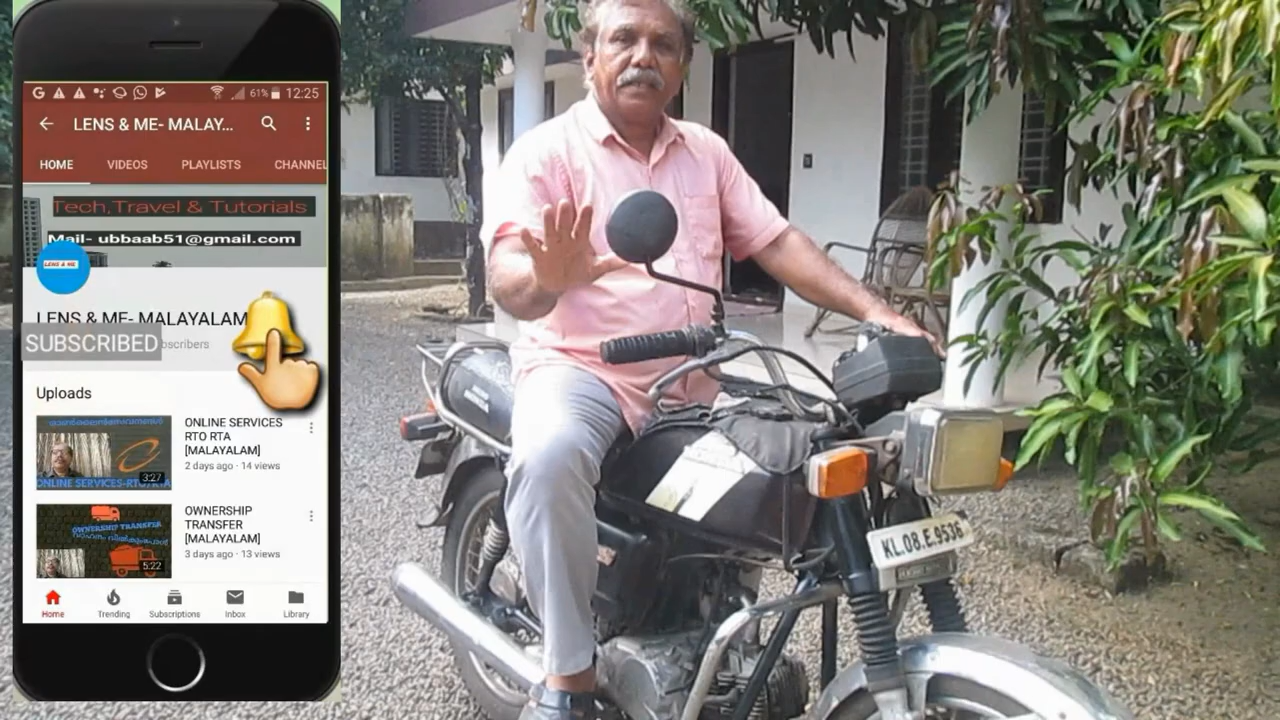 61% 12:25
LENS & ME- MALAY...
HOME VIDEOS PLAYLISTS CHANNEL
Tech,Travel & Tutorials
Mail- ubbaab51@gmail.com
LENS & ME
LENS & ME- MALAYALAM
SUBSCRIBED
bscribers
Uploads
ONLINE SERVICES
RTO RTA
[MALAYALAM]
2 days ago · 14 views
3:27
ONLINE SERVICES-RTO/RTA
OWNERSHIP
TRANSFER
[MALAYALAM]
3 days ago · 13 views
OWNERSHIP TRANSFER
5:22
Home Trending Subscriptions Inbox Library
KL.08.E.9536